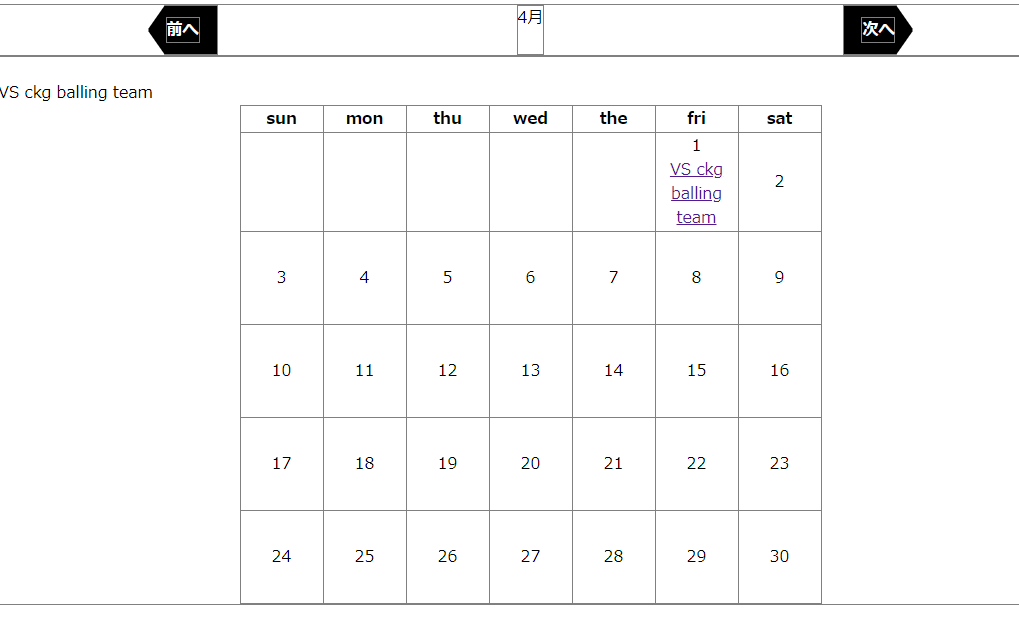 前へ 4月 次へ
VS ckg balling team
sun mon thu wed the fri sat
1
VS ckg
balling
team
2
3 4 5 6 7 8 9
10 11 12 13 14 15 16
17 18 19 20 21 22 23
24 25 26 27 28 29 30